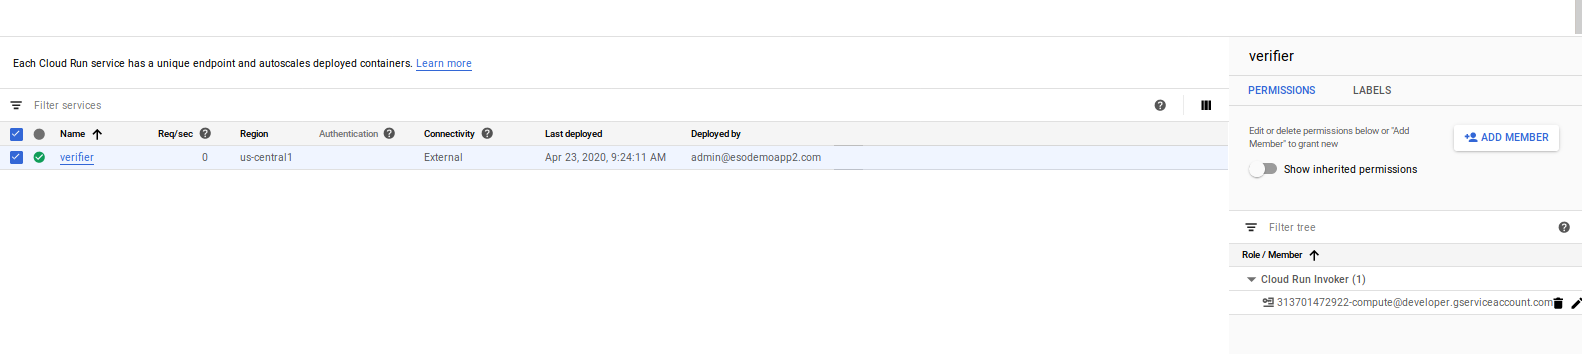 Each Cloud Run service has a unique endpoint and autoscales deployed containers. Learn more
Filter services
Name Req/sec Region Authentication Connectivity Last deployed Deployed by
verifier 0 us-central1 External Apr 23, 2020, 9:24:11 AM admin@esodemoapp2.com
verifier
PERMISSIONS LABELS
Edit or delete permissions below or "Add
Member" to grant new
ADD MEMBER
Show inherited permissions
Filter tree
Role / Member
Cloud Run Invoker (1)
313701472922-compute@developer.gserviceaccount.com